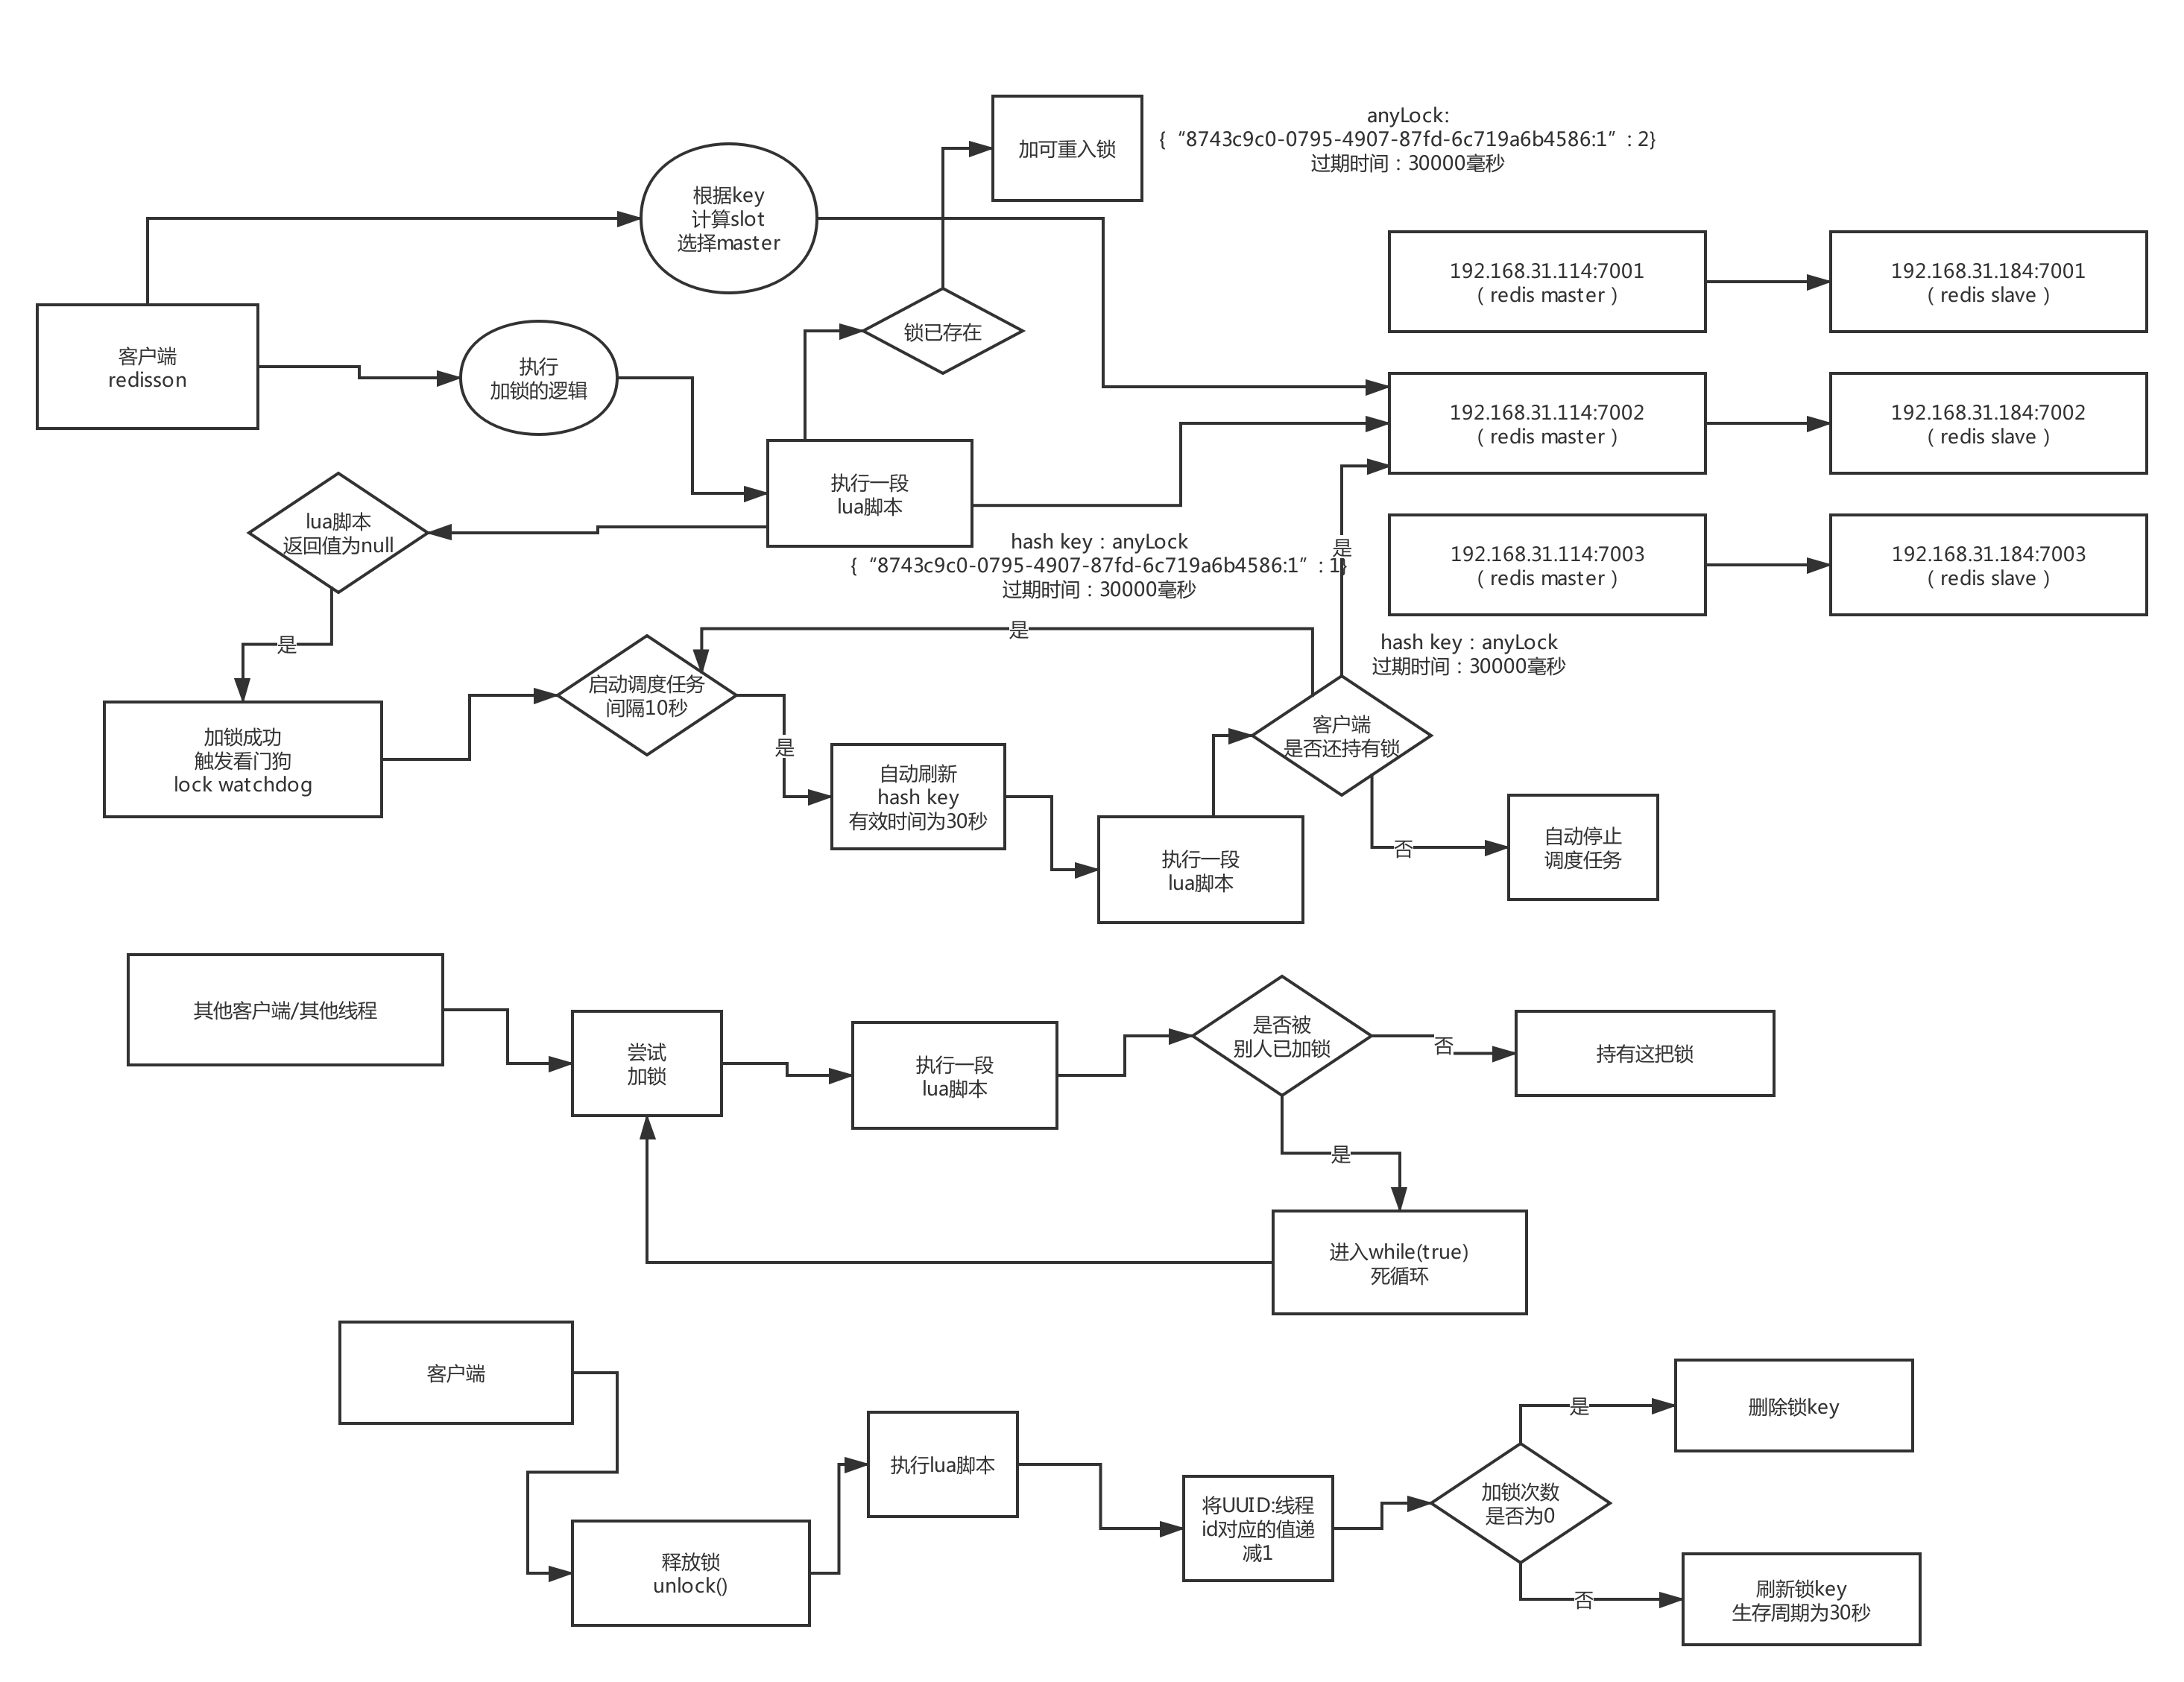 加可重入锁
anyLock:
{ “8743c9c0-0795-4907-87fd-6c719a6b4586:1” : 2}
过期时间：30000毫秒
根据key
计算slot
选择master
192.168.31.114:7001
（ redis master ）
192.168.31.184:7001
（ redis slave ）
客户端
redisson
执行
加锁的逻辑
锁已存在
192.168.31.114:7002
（ redis master ）
192.168.31.184:7002
（ redis slave ）
执行一段
lua脚本
lua脚本
返回值为null
hash key：anyLock
{ “8743c9c0-0795-4907-87fd-6c719a6b4586:1” : 1}
过期时间：30000毫秒
是
192.168.31.114:7003
（ redis master ）
192.168.31.184:7003
（ redis slave ）
是
是
hash key：anyLock
过期时间：30000毫秒
加锁成功
触发看门狗
lock watchdog
启动调度任务
间隔10秒
是
自动刷新
hash key
有效时间为30秒
客户端
是否还持有锁
执行一段
lua脚本
否
自动停止
调度任务
其他客户端/其他线程
尝试
加锁
执行一段
lua脚本
是否被
别人已加锁
否
持有这把锁
是
进入while(true)
死循环
客户端
释放锁
unlock()
执行lua脚本
将UUID:线程
id对应的值递
减1
加锁次数
是否为0
是
删除锁key
否
刷新锁key
生存周期为30秒